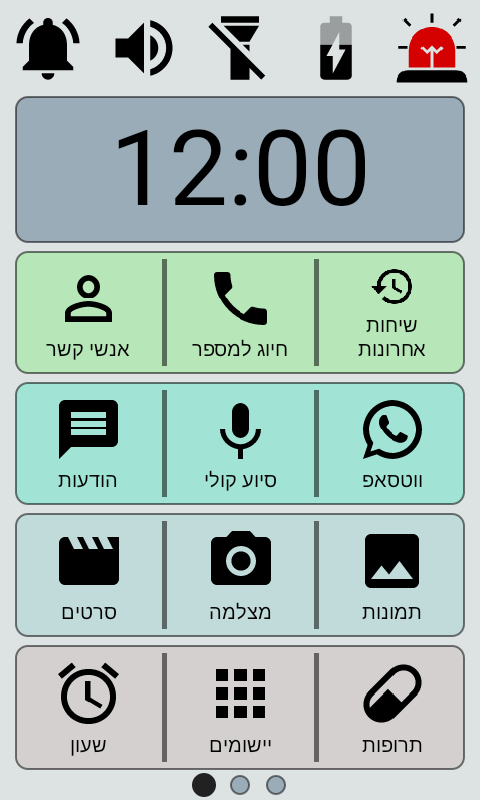 12:00
שיחות
אחרונות
חיוג למספר
אנשי קשר
ווטסאפ
סיוע קולי
הודעות
תמונות
מצלמה
סרטים
תרופות
יישומים
שעון